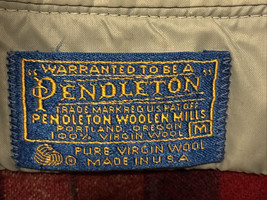 "WARRANTED TO BE A
PENDLETON"
TRADE MARK REG. U.S. PAT. OFF.
PENDLETON WOOLEN MILLS
PORTLAND, OREGON
M
100% VIRGIN WOOL
PURE VIRGIN WOOL
MADE IN U.S.A.